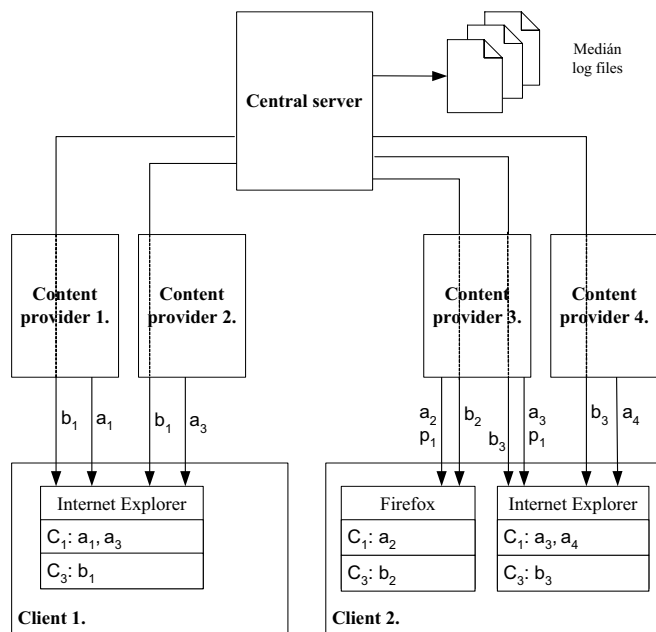 Medián
log files
Central server
Content
provider 1.
Content
provider 2.
Content
provider 3.
Content
provider 4.
b₁
a₁
b₁
a₃
a₂
p₁
b₂
b₃
a₃
p₁
b₃
a₄
Internet Explorer
C₁: a₁, a₃
C₃: b₁
Client 1.
Firefox
C₁: a₂
C₃: b₂
Internet Explorer
C₁: a₃, a₄
C₃: b₃
Client 2.